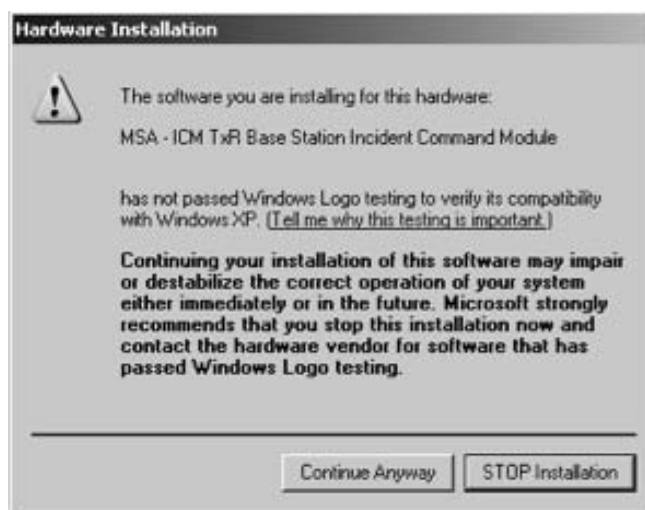 Hardware Installation
The software you are installing for this hardware:
MSA - ICM TxR Base Station Incident Command Module
has not passed Windows Logo testing to verify its compatibility
with Windows XP. (Tell me why this testing is important.)
Continuing your installation of this software may impair
or destabilize the correct operation of your system
either immediately or in the future. Microsoft strongly
recommends that you stop this installation now and
contact the hardware vendor for software that has
passed Windows Logo testing.
Continue Anyway STOP Installation